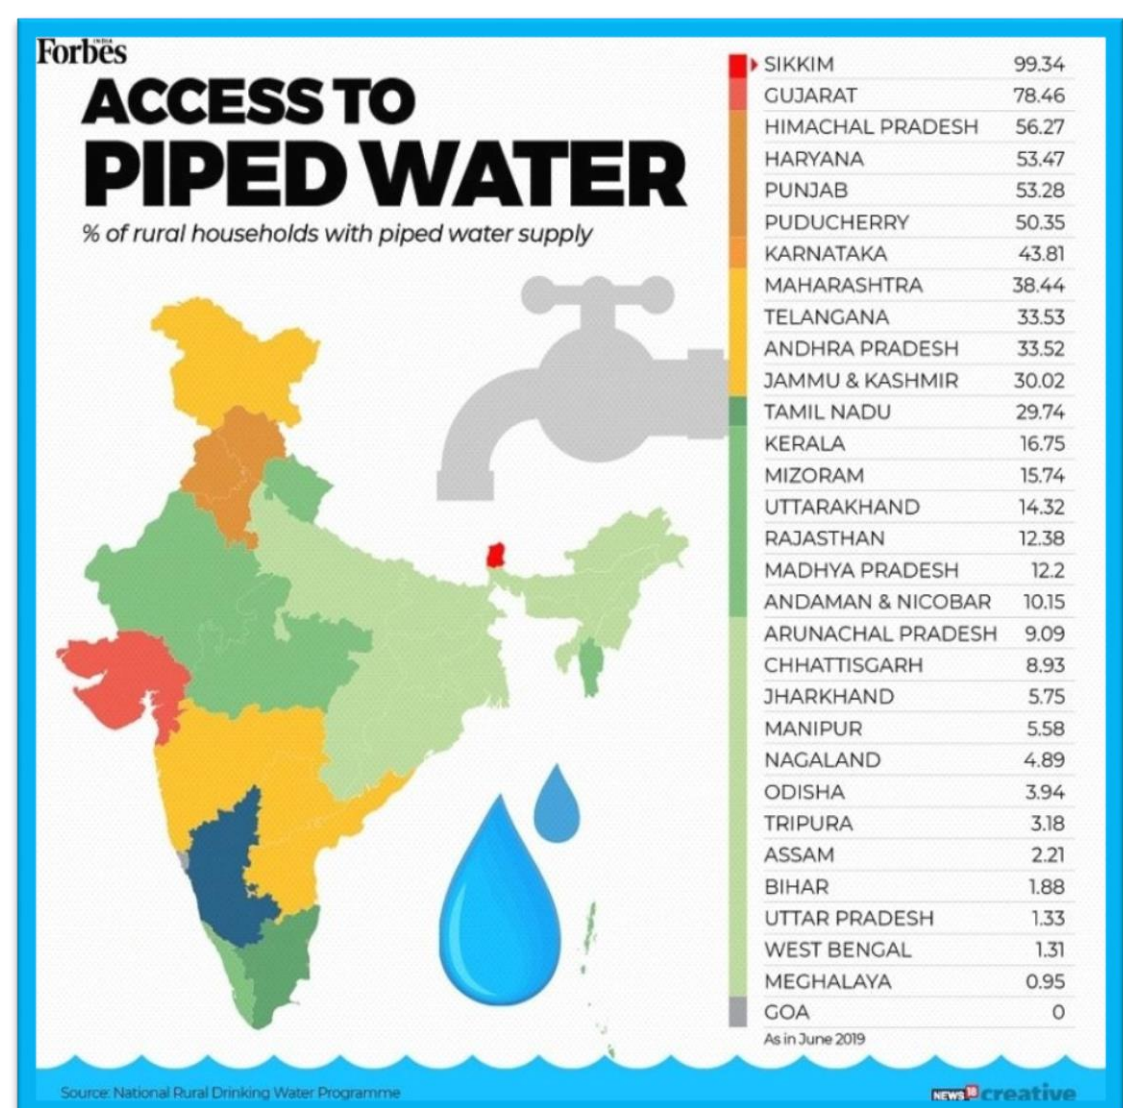 Forbes
INDIA
ACCESS TO
PIPED WATER
% of rural households with piped water supply
SIKKIM 99.34
GUJARAT 78.46
HIMACHAL PRADESH 56.27
HARYANA 53.47
PUNJAB 53.28
PUDUCHERRY 50.35
KARNATAKA 43.81
MAHARASHTRA 38.44
TELANGANA 33.53
ANDHRA PRADESH 33.52
JAMMU & KASHMIR 30.02
TAMIL NADU 29.74
KERALA 16.75
MIZORAM 15.74
UTTARAKHAND 14.32
RAJASTHAN 12.38
MADHYA PRADESH 12.2
ANDAMAN & NICOBAR 10.15
ARUNACHAL PRADESH 9.09
CHHATTISGARH 8.93
JHARKHAND 5.75
MANIPUR 5.58
NAGALAND 4.89
ODISHA 3.94
TRIPURA 3.18
ASSAM 2.21
BIHAR 1.88
UTTAR PRADESH 1.33
WEST BENGAL 1.31
MEGHALAYA 0.95
GOA 0
As in June 2019
Source: National Rural Drinking Water Programme
NEWS18 creative